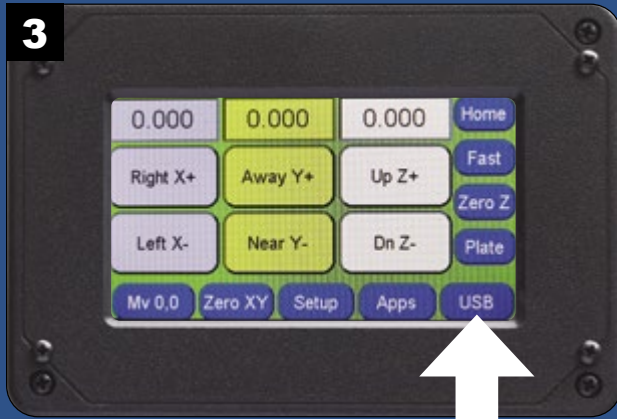 3
0.000 0.000 0.000 Home
Fast
Right X+ Away Y+ Up Z+
Zero Z
Left X- Near Y- Dn Z- Plate
Mv 0,0 Zero XY Setup Apps USB